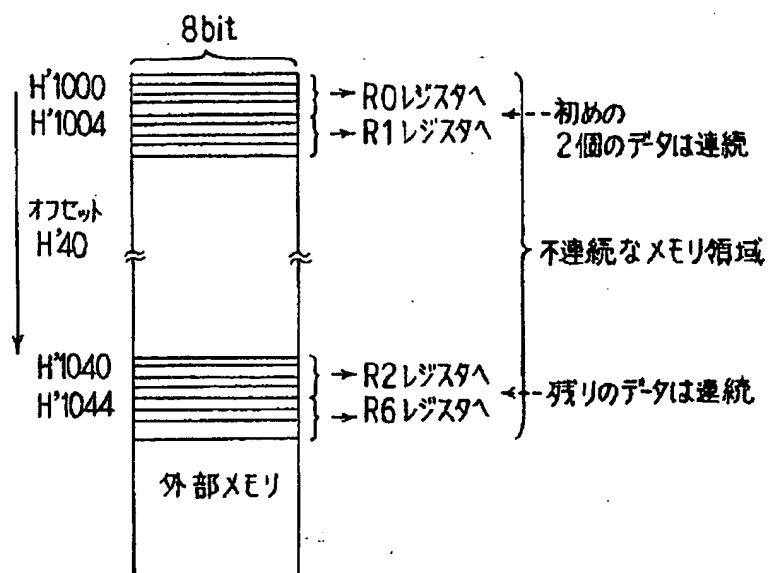 8bit
H'1000
→R0レジスタへ
H'1004
→R1レジスタへ
初めの
2個のデータは連続
オフセット
H'40
不連続なメモリ領域
H'1040
→R2レジスタへ
H'1044
→R6レジスタへ
残りのデータは連続
外部メモリ